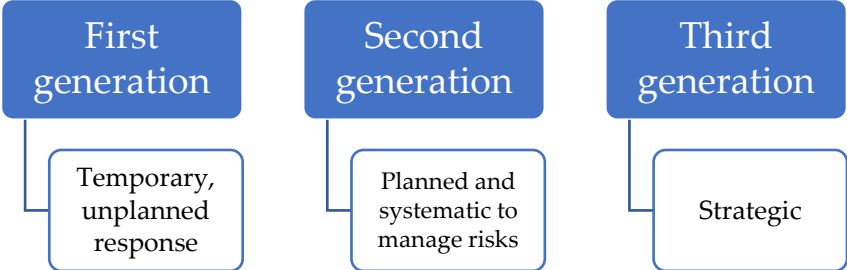 First
generation
Temporary,
unplanned
response
Second
generation
Planned and
systematic to
manage risks
Third
generation
Strategic